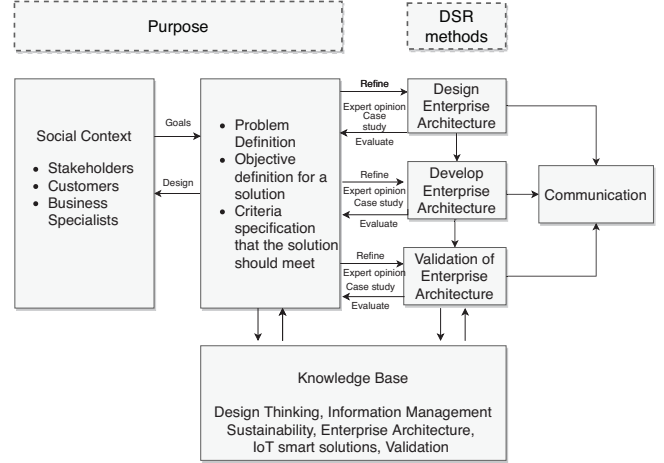 Purpose
DSR
methods
Social Context
• Stakeholders
• Customers
• Business
Specialists
Goals
Design
• Problem
Definition
• Objective
definition for a
solution
• Criteria
specification
that the solution
should meet
Refine
Expert opinion
Case
study
Evaluate
Refine
Expert opinion
Case study
Evaluate
Refine
Expert opinion
Case study
Evaluate
Design
Enterprise
Architecture
Develop
Enterprise
Architecture
Validation of
Enterprise
Architecture
Communication
Knowledge Base
Design Thinking, Information Management
Sustainability, Enterprise Architecture,
IoT smart solutions, Validation